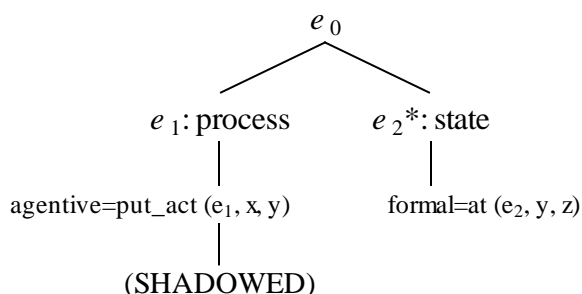 e₀
e₁: process e₂*: state
agentive=put_act (e₁, x, y) formal=at (e₂, y, z)
(SHADOWED)